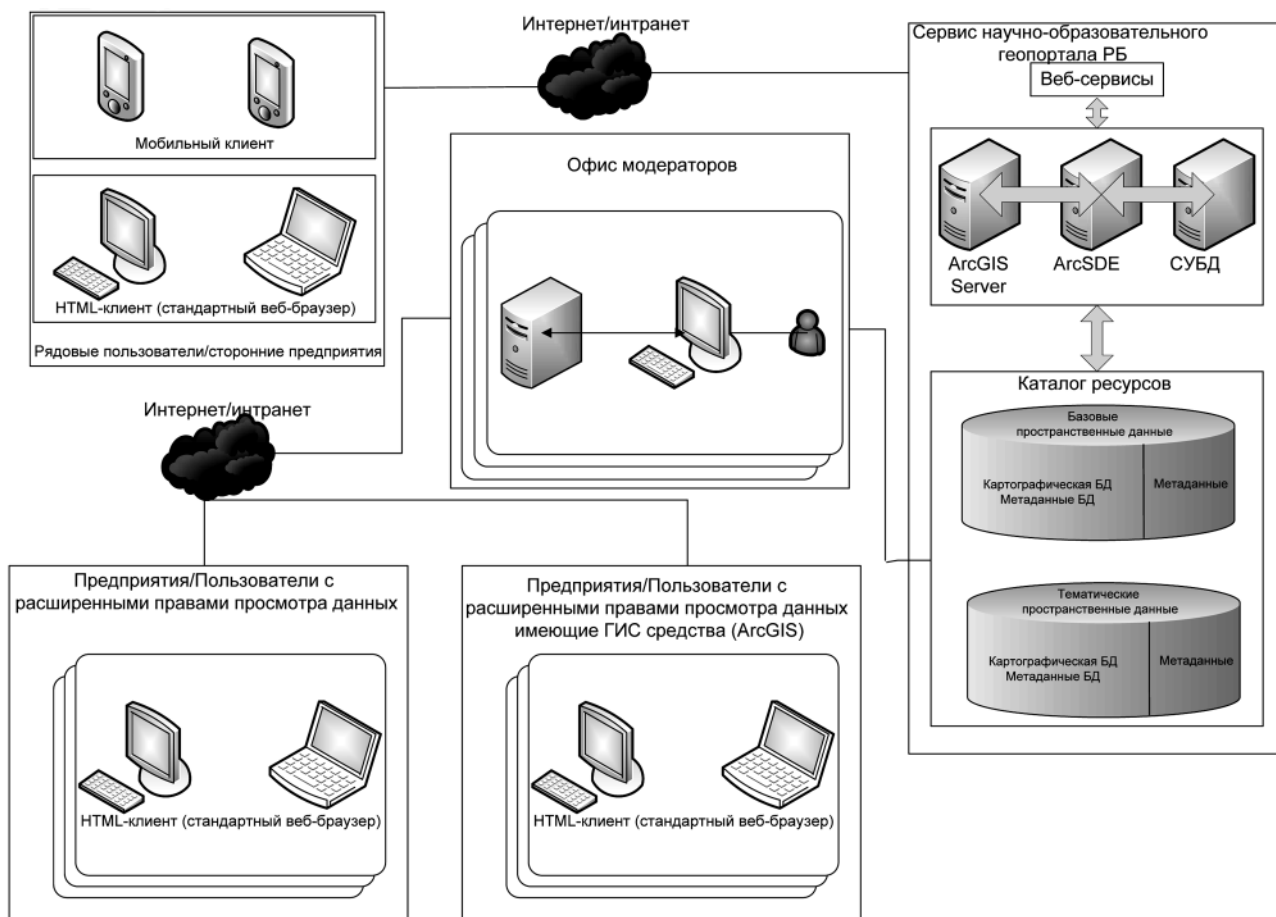 Интернет/интранет
Мобильный клиент
HTML-клиент (стандартный веб-браузер)
Рядовые пользователи/сторонние предприятия
Сервис научно-образовательного
геопортала РБ
Веб-сервисы
ArcGIS
Server
ArcSDE
СУБД
Офис модераторов
Каталог ресурсов
Базовые
пространственные данные
Картографическая БД
Метаданные БД
Метаданные
Тематические
пространственные данные
Картографическая БД
Метаданные БД
Метаданные
Интернет/интранет
Предприятия/Пользователи с
расширенными правами просмотра данных
HTML-клиент (стандартный веб-браузер)
Предприятия/Пользователи с
расширенными правами просмотра данных
имеющие ГИС средства (ArcGIS)
HTML-клиент (стандартный веб-браузер)